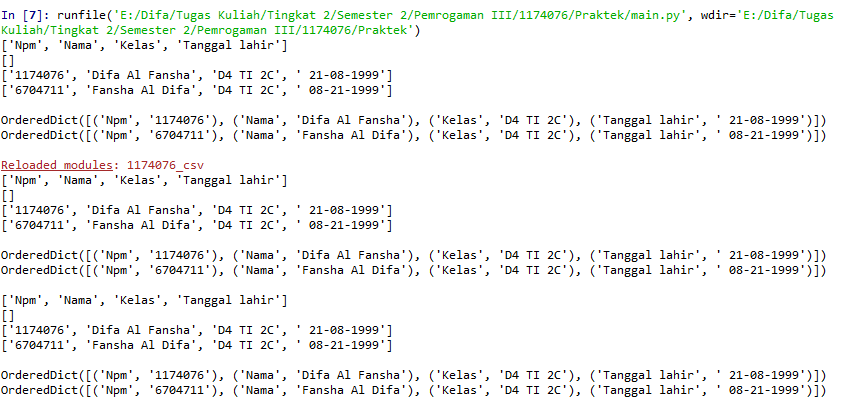 In [7]: runfile('E:/Difa/Tugas Kuliah/Tingkat 2/Semester 2/Pemrogaman III/1174076/Praktek/main.py', wdir='E:/Difa/Tugas
Kuliah/Tingkat 2/Semester 2/Pemrogaman III/1174076/Praktek')
['Npm', 'Nama', 'Kelas', 'Tanggal lahir']
[]
['1174076', 'Difa Al Fansha', 'D4 TI 2C', ' 21-08-1999']
['6704711', 'Fansha Al Difa', 'D4 TI 2C', ' 08-21-1999']
OrderedDict([('Npm', '1174076'), ('Nama', 'Difa Al Fansha'), ('Kelas', 'D4 TI 2C'), ('Tanggal lahir', ' 21-08-1999')])
OrderedDict([('Npm', '6704711'), ('Nama', 'Fansha Al Difa'), ('Kelas', 'D4 TI 2C'), ('Tanggal lahir', ' 08-21-1999')])
Reloaded modules: 1174076_csv
['Npm', 'Nama', 'Kelas', 'Tanggal lahir']
[]
['1174076', 'Difa Al Fansha', 'D4 TI 2C', ' 21-08-1999']
['6704711', 'Fansha Al Difa', 'D4 TI 2C', ' 08-21-1999']
OrderedDict([('Npm', '1174076'), ('Nama', 'Difa Al Fansha'), ('Kelas', 'D4 TI 2C'), ('Tanggal lahir', ' 21-08-1999')])
OrderedDict([('Npm', '6704711'), ('Nama', 'Fansha Al Difa'), ('Kelas', 'D4 TI 2C'), ('Tanggal lahir', ' 08-21-1999')])
['Npm', 'Nama', 'Kelas', 'Tanggal lahir']
[]
['1174076', 'Difa Al Fansha', 'D4 TI 2C', ' 21-08-1999']
['6704711', 'Fansha Al Difa', 'D4 TI 2C', ' 08-21-1999']
OrderedDict([('Npm', '1174076'), ('Nama', 'Difa Al Fansha'), ('Kelas', 'D4 TI 2C'), ('Tanggal lahir', ' 21-08-1999')])
OrderedDict([('Npm', '6704711'), ('Nama', 'Fansha Al Difa'), ('Kelas', 'D4 TI 2C'), ('Tanggal lahir', ' 08-21-1999')])